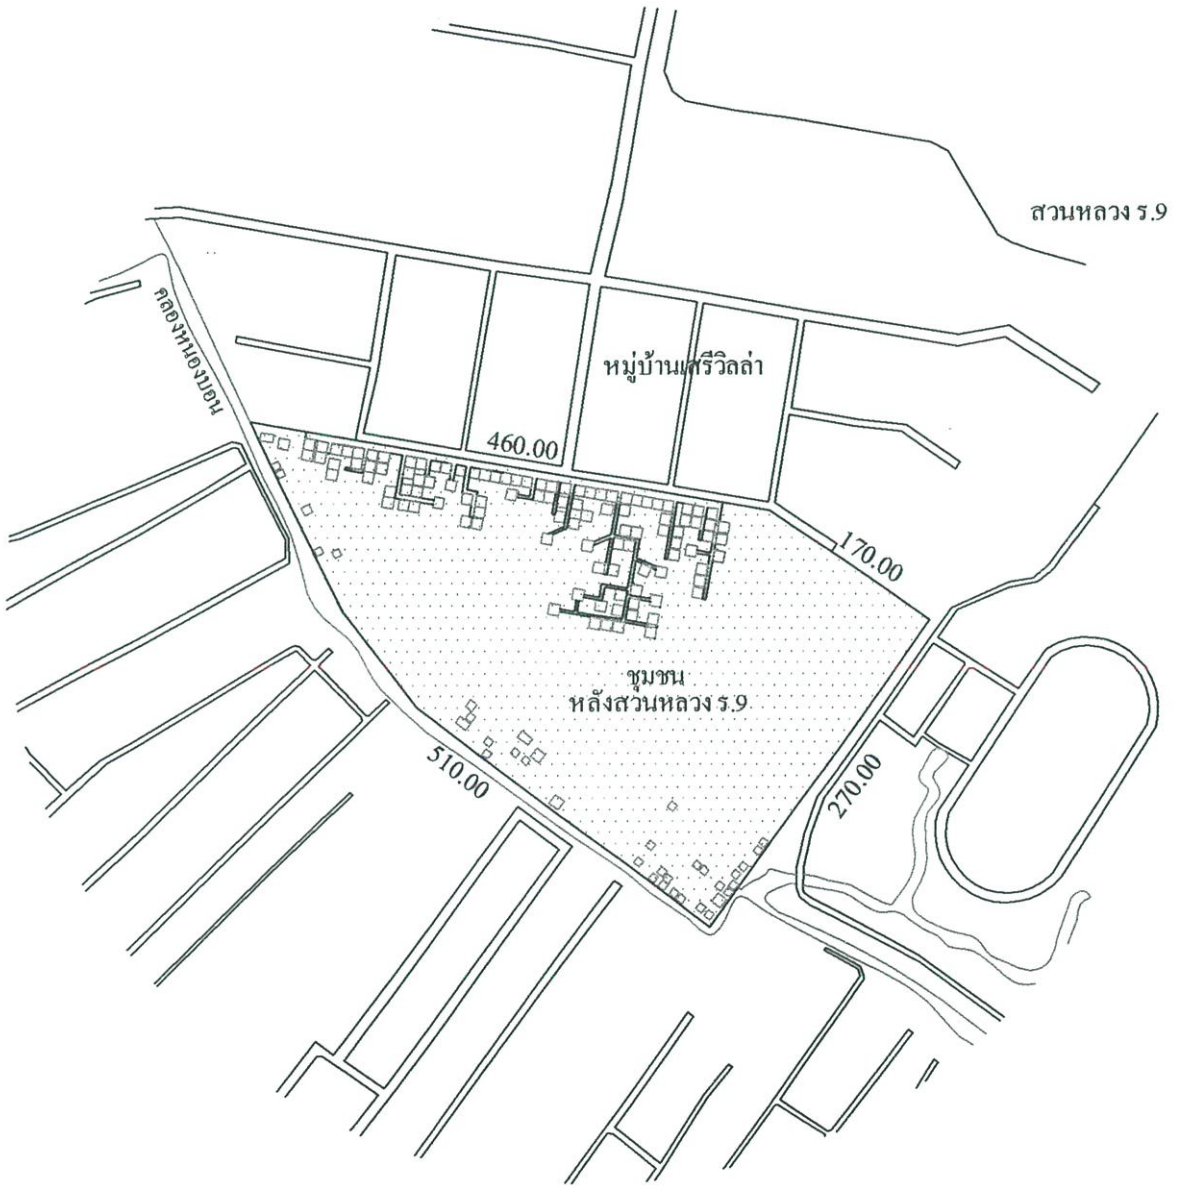 สวนหลวง ร.9
คลองหนองบอน
หมู่บ้านเสรีวิลล่า
460.00
170.00
ชุมชน
หลังสวนหลวง ร.9
510.00
270.00